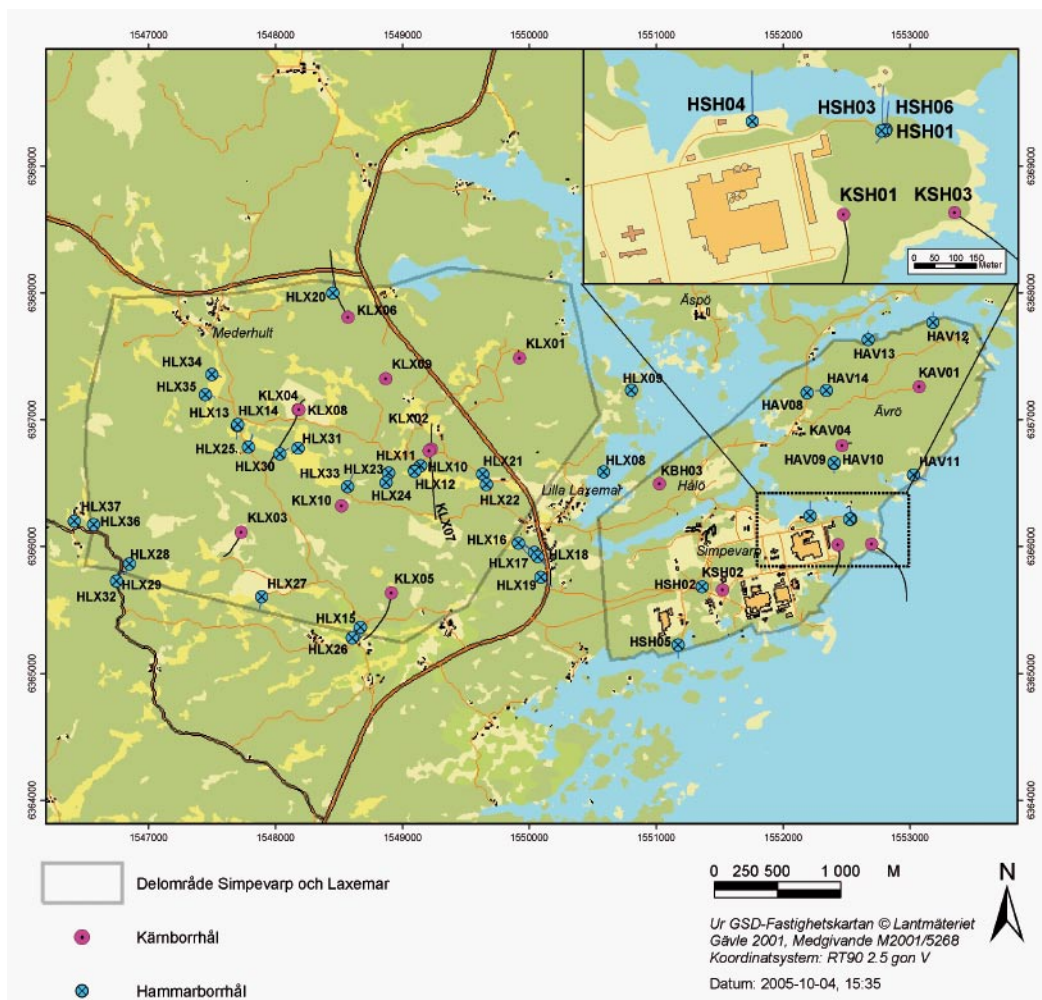 1547000
1548000
1549000
1550000
1551000
1552000
1553000
6369000
6368000
6367000
6366000
6365000
6364000
6369000
6368000
6367000
6366000
6365000
6364000
HSH04
HSH03
HSH06
HSH01
KSH01
KSH03
0 50 100 150
Meter
HLX20
KLX06
Mederhult
Äspö
HAV12
HAV13
KLX01
HLX34
KLX09
HLX09
HAV14
KAV01
HLX35
KLX04
HAV08
HLX13
HLX14
KLX08
Ävrö
KLX02
KAV04
HLX25
HLX31
HLX30
HLX11
HLX10
HLX21
HLX08
KBH03
HAV09
HAV10
HAV11
HLX33
HLX23
HLX12
Hålö
HLX24
HLX22
Lilla Laxemar
KLX10
HLX37
HLX36
KLX03
KLX07
HLX16
HLX18
Simpevarp
HLX28
HLX17
KSH02
HLX29
KLX05
HLX19
HSH02
HLX32
HLX27
HLX15
HSH05
HLX26
Delområde Simpevarp och Laxemar
Kärnborrhål
Hammarborrhål
0 250 500 1 000 M
N
Ur GSD-Fastighetskartan © Lantmäteriet
Gävle 2001, Medgivande M2001/5268
Koordinatsystem: RT90 2.5 gon V
Datum: 2005-10-04, 15:35